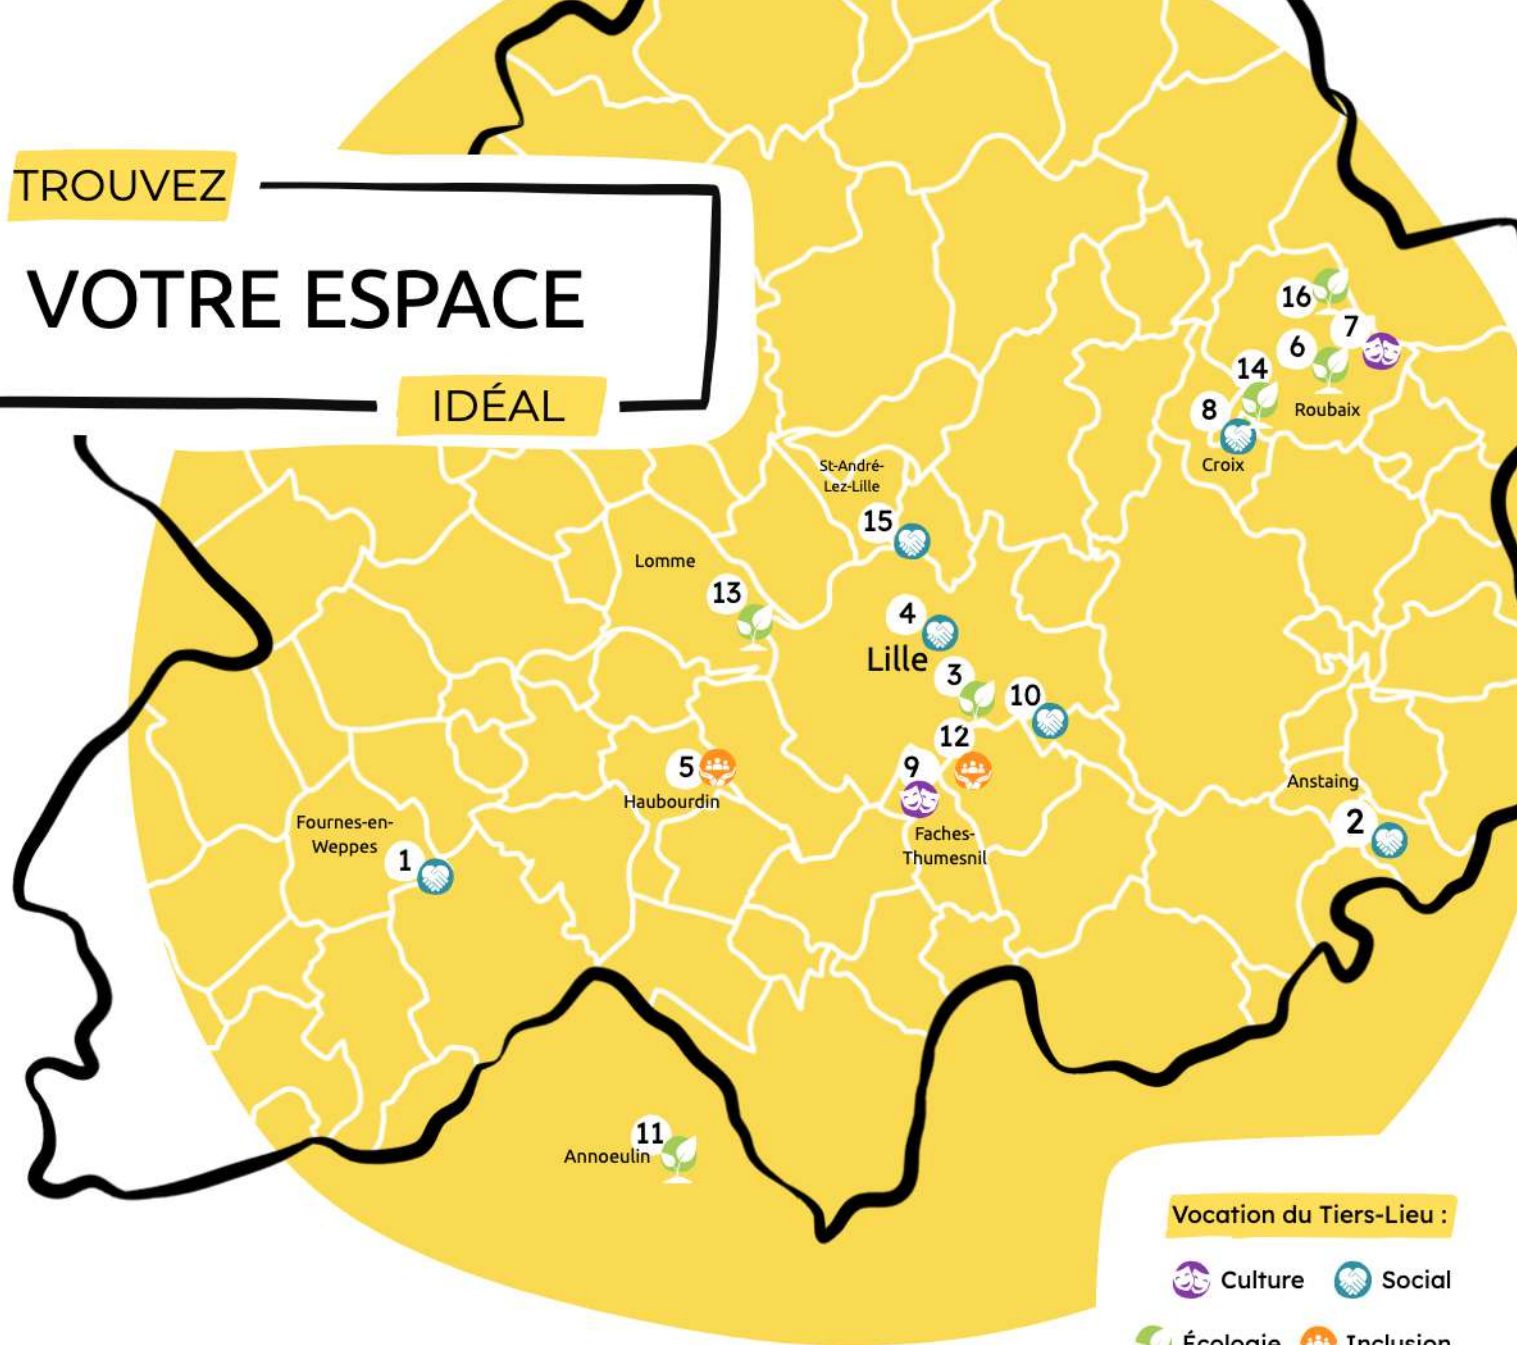 TROUVEZ
VOTRE ESPACE
IDÉAL
16
7
6
14
8
Roubaix
Croix
St-André-
Lez-Lille
15
Lomme
13
4
Lille
3
10
12
9
5
Haubourdin
Faches-
Thumesnil
Anstaing
2
Fournes-en-
Weppes
1
11
Annoeulin
Vocation du Tiers-Lieu :
Culture
Social
Écologie
Inclusion